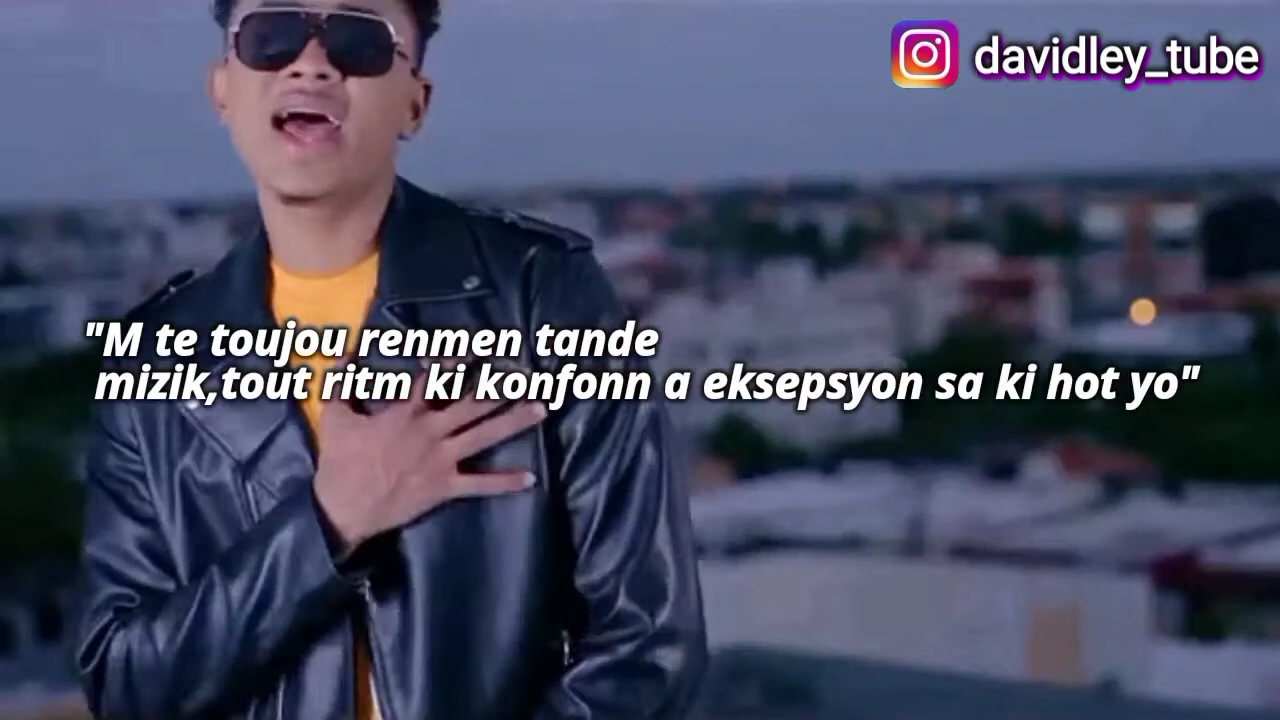 davidley_tube
"M te toujou renmen tande
mizik,tout ritm ki konfonn a eksepsyon sa ki hot yo"